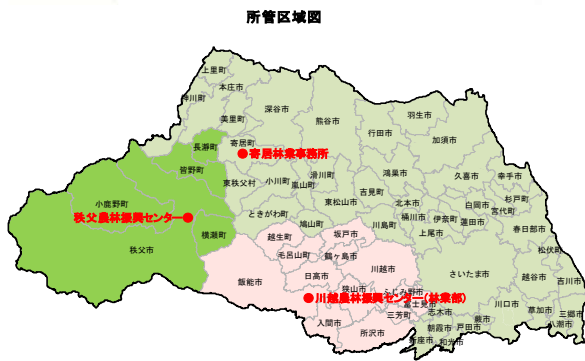 所管区域図
上里町
本庄市
神川町
美里町
深谷市
熊谷市
行田市
羽生市
加須市
長瀞町
寄居町
寄居林業事務所
皆野町
東秩父村
小川町
嵐山町
滑川町
東松山市
吉見町
鴻巣市
北本市
久喜市
幸手市
杉戸町
宮代町
白岡市
蓮田市
伊奈町
桶川市
上尾市
春日部市
松伏町
小鹿野町
秩父農林振興センター
秩父市
横瀬町
ときがわ町
鳩山町
川島町
越生町
毛呂山町
坂戸市
鶴ヶ島市
日高市
川越市
飯能市
狭山市
川越農林振興センター(林業部)
ふじみ野市
富士見市
三芳町
入間市
所沢市
さいたま市
志木市
朝霞市
新座市
和光市
戸田市
蕨市
川口市
越谷市
吉川市
草加市
三郷市
八潮市